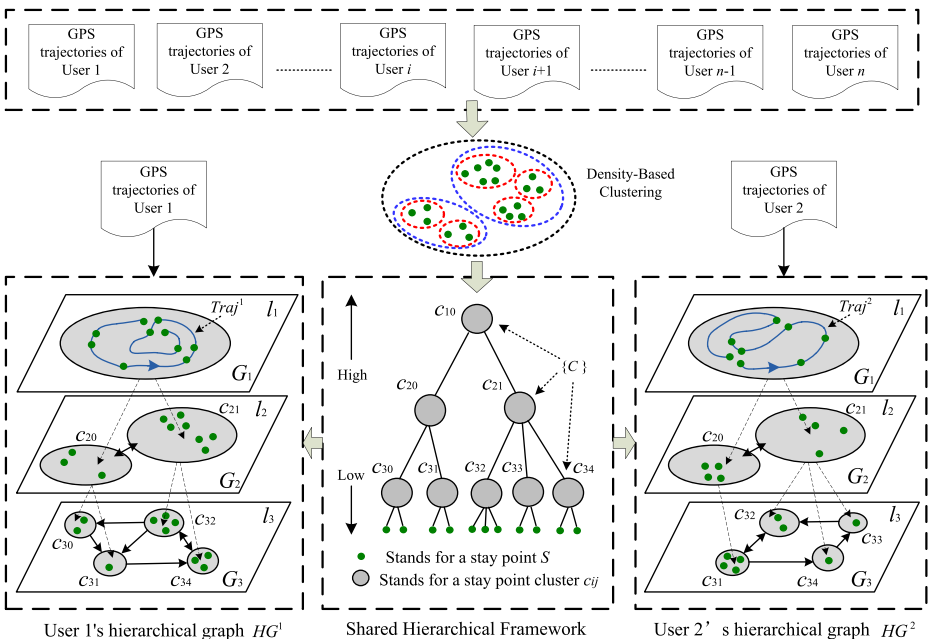 GPS
trajectories of
User 1
GPS
trajectories of
User 2
GPS
trajectories of
User i
GPS
trajectories of
User i+1
GPS
trajectories of
User n-1
GPS
trajectories of
User n
Density-Based
Clustering
GPS
trajectories of
User 1
GPS
trajectories of
User 2
Traj¹
l₁
G₁
c₂₁
l₂
c₂₀
G₂
c₃₂
l₃
c₃₀
c₃₁
c₃₄
G₃
User 1's hierarchical graph HG¹
High
Low
c₁₀
{C}
c₂₀
c₂₁
c₃₀
c₃₁
c₃₂
c₃₃
c₃₄
Stands for a stay point S
Stands for a stay point cluster cij
Shared Hierarchical Framework
Traj²
l₁
G₁
c₂₁
l₂
c₂₀
G₂
c₃₂
l₃
c₃₃
c₃₁
c₃₄
G₃
User 2’ s hierarchical graph HG²